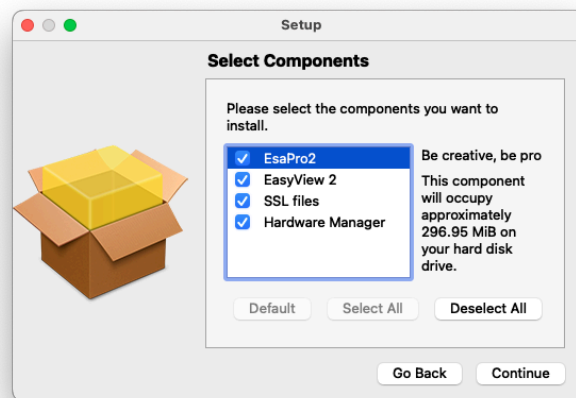 Setup
Select Components
Please select the components you want to
install.
EsaPro2
EasyView 2
SSL files
Hardware Manager
Be creative, be pro
This component
will occupy
approximately
296.95 MiB on
your hard disk
drive.
Default
Select All
Deselect All
Go Back
Continue